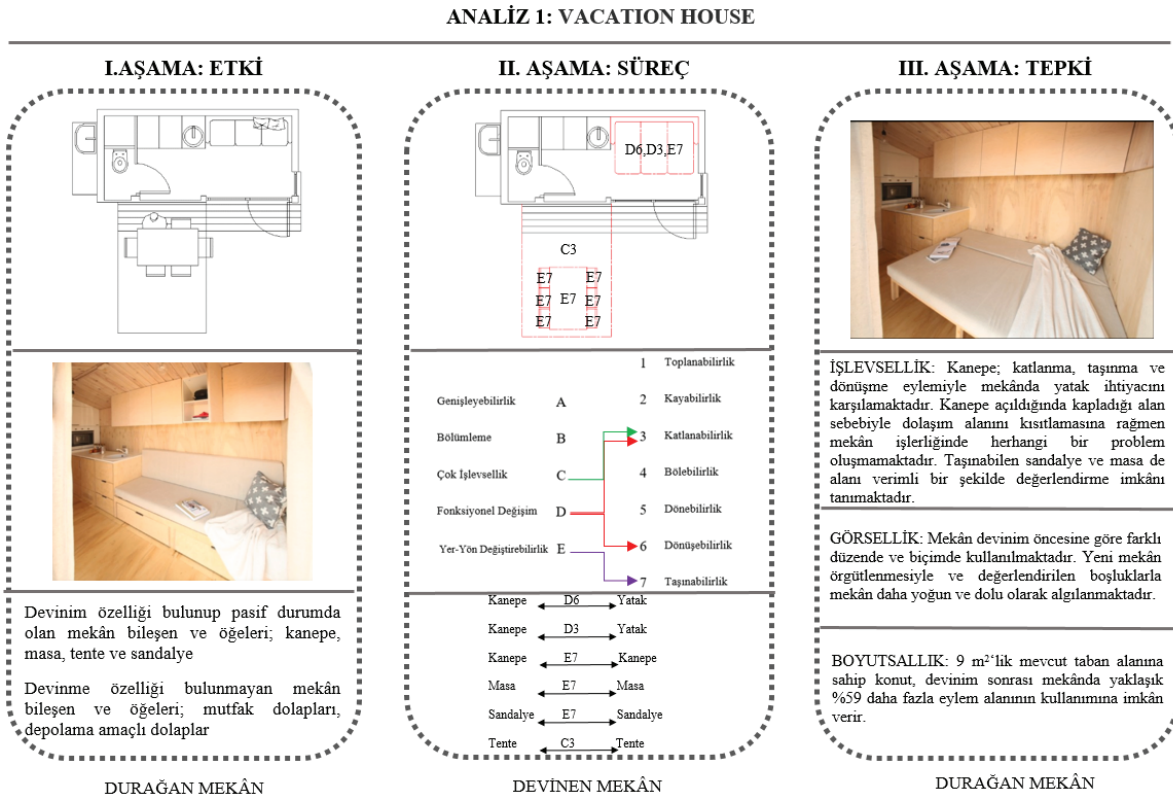 ANALİZ 1: VACATION HOUSE
I.AŞAMA: ETKİ
Devinim özelliği bulunup pasif durumda
olan mekân bileşen ve öğeleri; kanepe,
masa, tente ve sandalye
Devinme özelliği bulunmayan mekân
bileşen ve öğeleri; mutfak dolapları,
depolama amaçlı dolaplar
DURAĞAN MEKÂN
II. AŞAMA: SÜREÇ
D6,D3,E7
C3
E7 E7
E7 E7 E7
E7 E7
1 Toplanabilirlik
Genişleyebilirlik A 2 Kayabilirlik
Bölümleme B 3 Katlanabilirlik
Çok İşlevsellik C 4 Bölebilirlik
Fonksiyonel Değişim D 5 Dönebilirlik
Yer-Yön Değiştirebilirlik E 6 Dönüşebilirlik
7 Taşınabilirlik
Kanepe D6 Yatak
Kanepe D3 Yatak
Kanepe E7 Kanepe
Masa E7 Masa
Sandalye E7 Sandalye
Tente C3 Tente
DEVİNEN MEKÂN
III. AŞAMA: TEPKİ
İŞLEVSELLİK: Kanepe; katlanma, taşınma ve
dönüşme eylemiyle mekânda yatak ihtiyacını
karşılamaktadır. Kanepe açıldığında kapladığı alan
sebebiyle dolaşım alanını kısıtlamasına rağmen
mekân işlerliğinde herhangi bir problem
oluşmamaktadır. Taşınabilen sandalye ve masa de
alanı verimli bir şekilde değerlendirme imkânı
tanımaktadır.
GÖRSELLİK: Mekân devinim öncesine göre farklı
düzende ve biçimde kullanılmaktadır. Yeni mekân
örgütlenmesiyle ve değerlendirilen boşluklarla
mekân daha yoğun ve dolu olarak algılanmaktadır.
BOYUTSALLIK: 9 m²‘lik mevcut taban alanına
sahip konut, devinim sonrası mekânda yaklaşık
%59 daha fazla eylem alanının kullanımına imkân
verir.
DURAĞAN MEKÂN